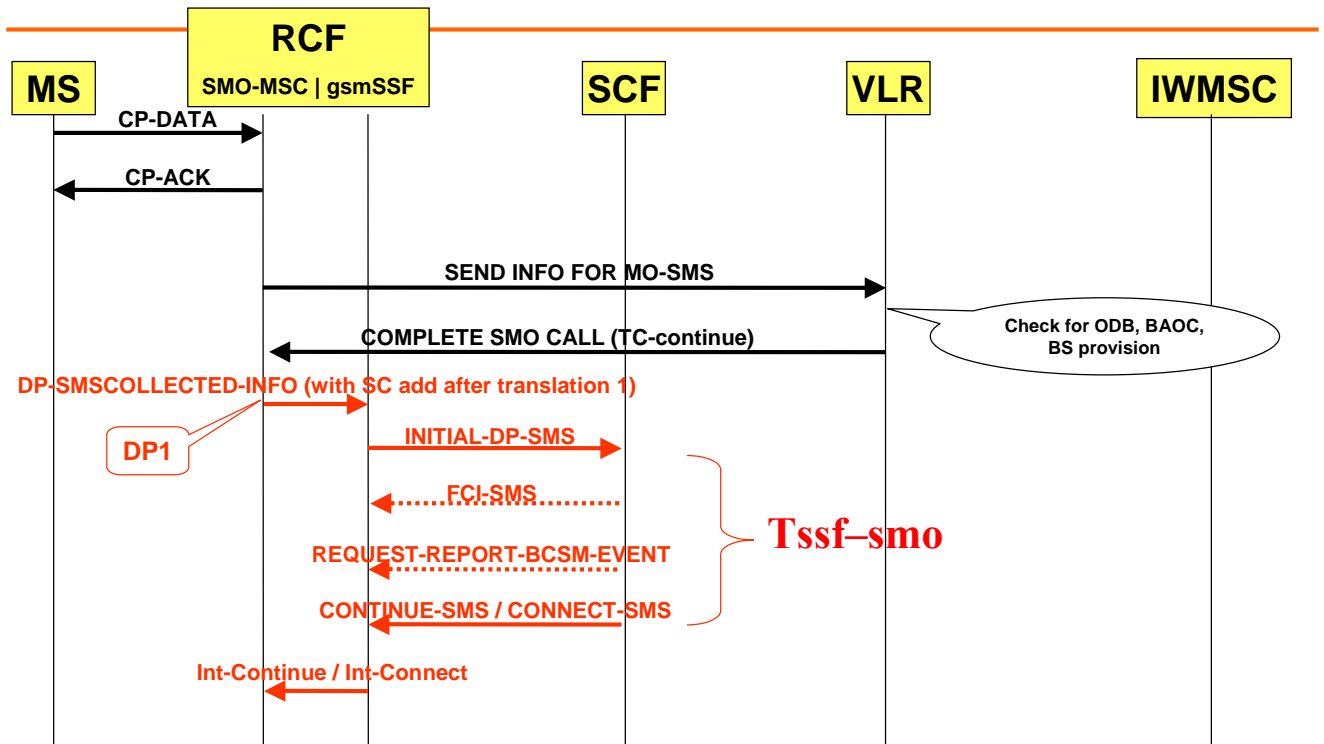 RCF
SMO-MSC | gsmSSF
MS
SCF
VLR
IWMSC
CP-DATA
CP-ACK
SEND INFO FOR MO-SMS
Check for ODB, BAOC,
BS provision
COMPLETE SMO CALL (TC-continue)
DP-SMSCOLLECTED-INFO (with SC add after translation 1)
DP1
INITIAL-DP-SMS
FCI-SMS
Tssf–smo
REQUEST-REPORT-BCSM-EVENT
CONTINUE-SMS / CONNECT-SMS
Int-Continue / Int-Connect